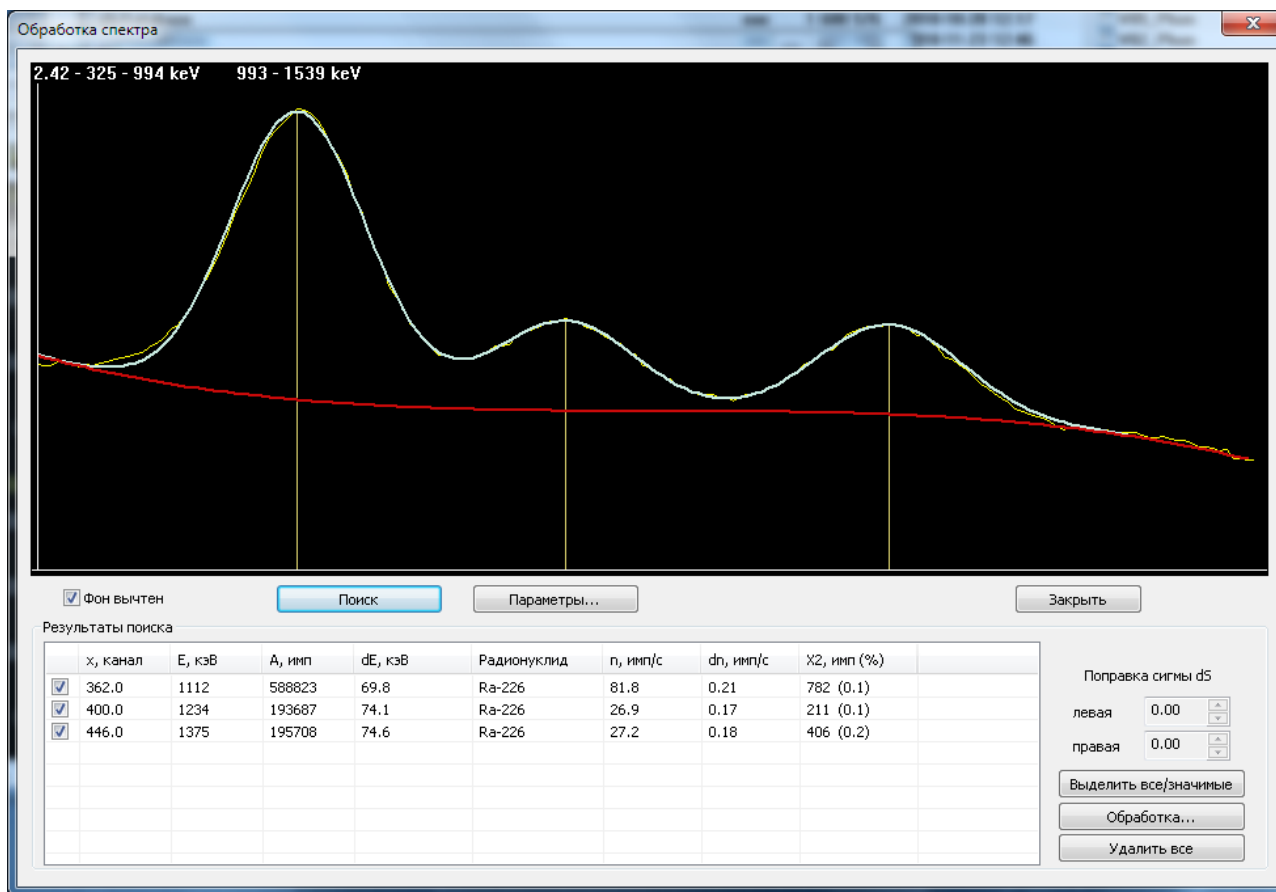 Обработка спектра
2.42 - 325 - 994 keV 993 - 1539 keV
Фон вычтен Поиск Параметры... Закрыть
Результаты поиска
x, канал E, кэВ A, имп dE, кэВ Радионуклид n, имп/с dn, имп/с X2, имп (%)
362.0 1112 588823 69.8 Ra-226 81.8 0.21 782 (0.1)
400.0 1234 193687 74.1 Ra-226 26.9 0.17 211 (0.1)
446.0 1375 195708 74.6 Ra-226 27.2 0.18 406 (0.2)
Поправка сигмы dS
левая 0.00
правая 0.00
Выделить все/значимые
Обработка...
Удалить все